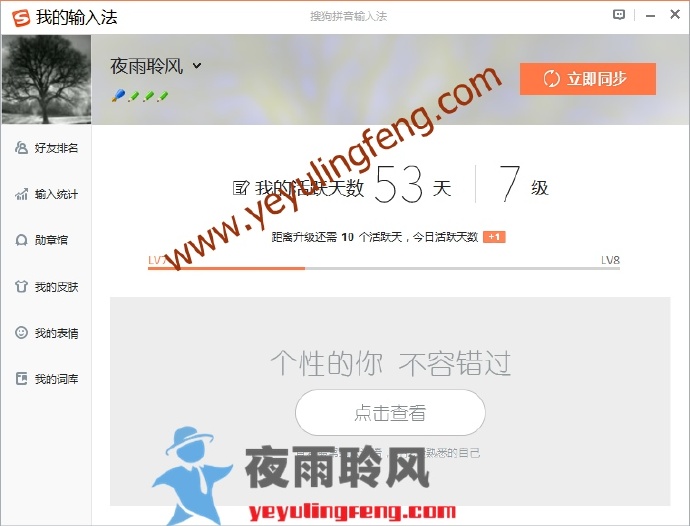 我的输入法
搜狗拼音输入法
夜雨聆风
立即同步
www.yeyulingfeng.com
好友排名
输入统计
勋章馆
我的皮肤
我的表情
我的词库
我的活跃天数 53 天 7 级
距离升级还需 10 个活跃天，今日活跃天数 +1
LV7 LV8
个性的你 不容错过
点击查看
熟悉的自己
夜雨聆风
yeyulingfeng.com